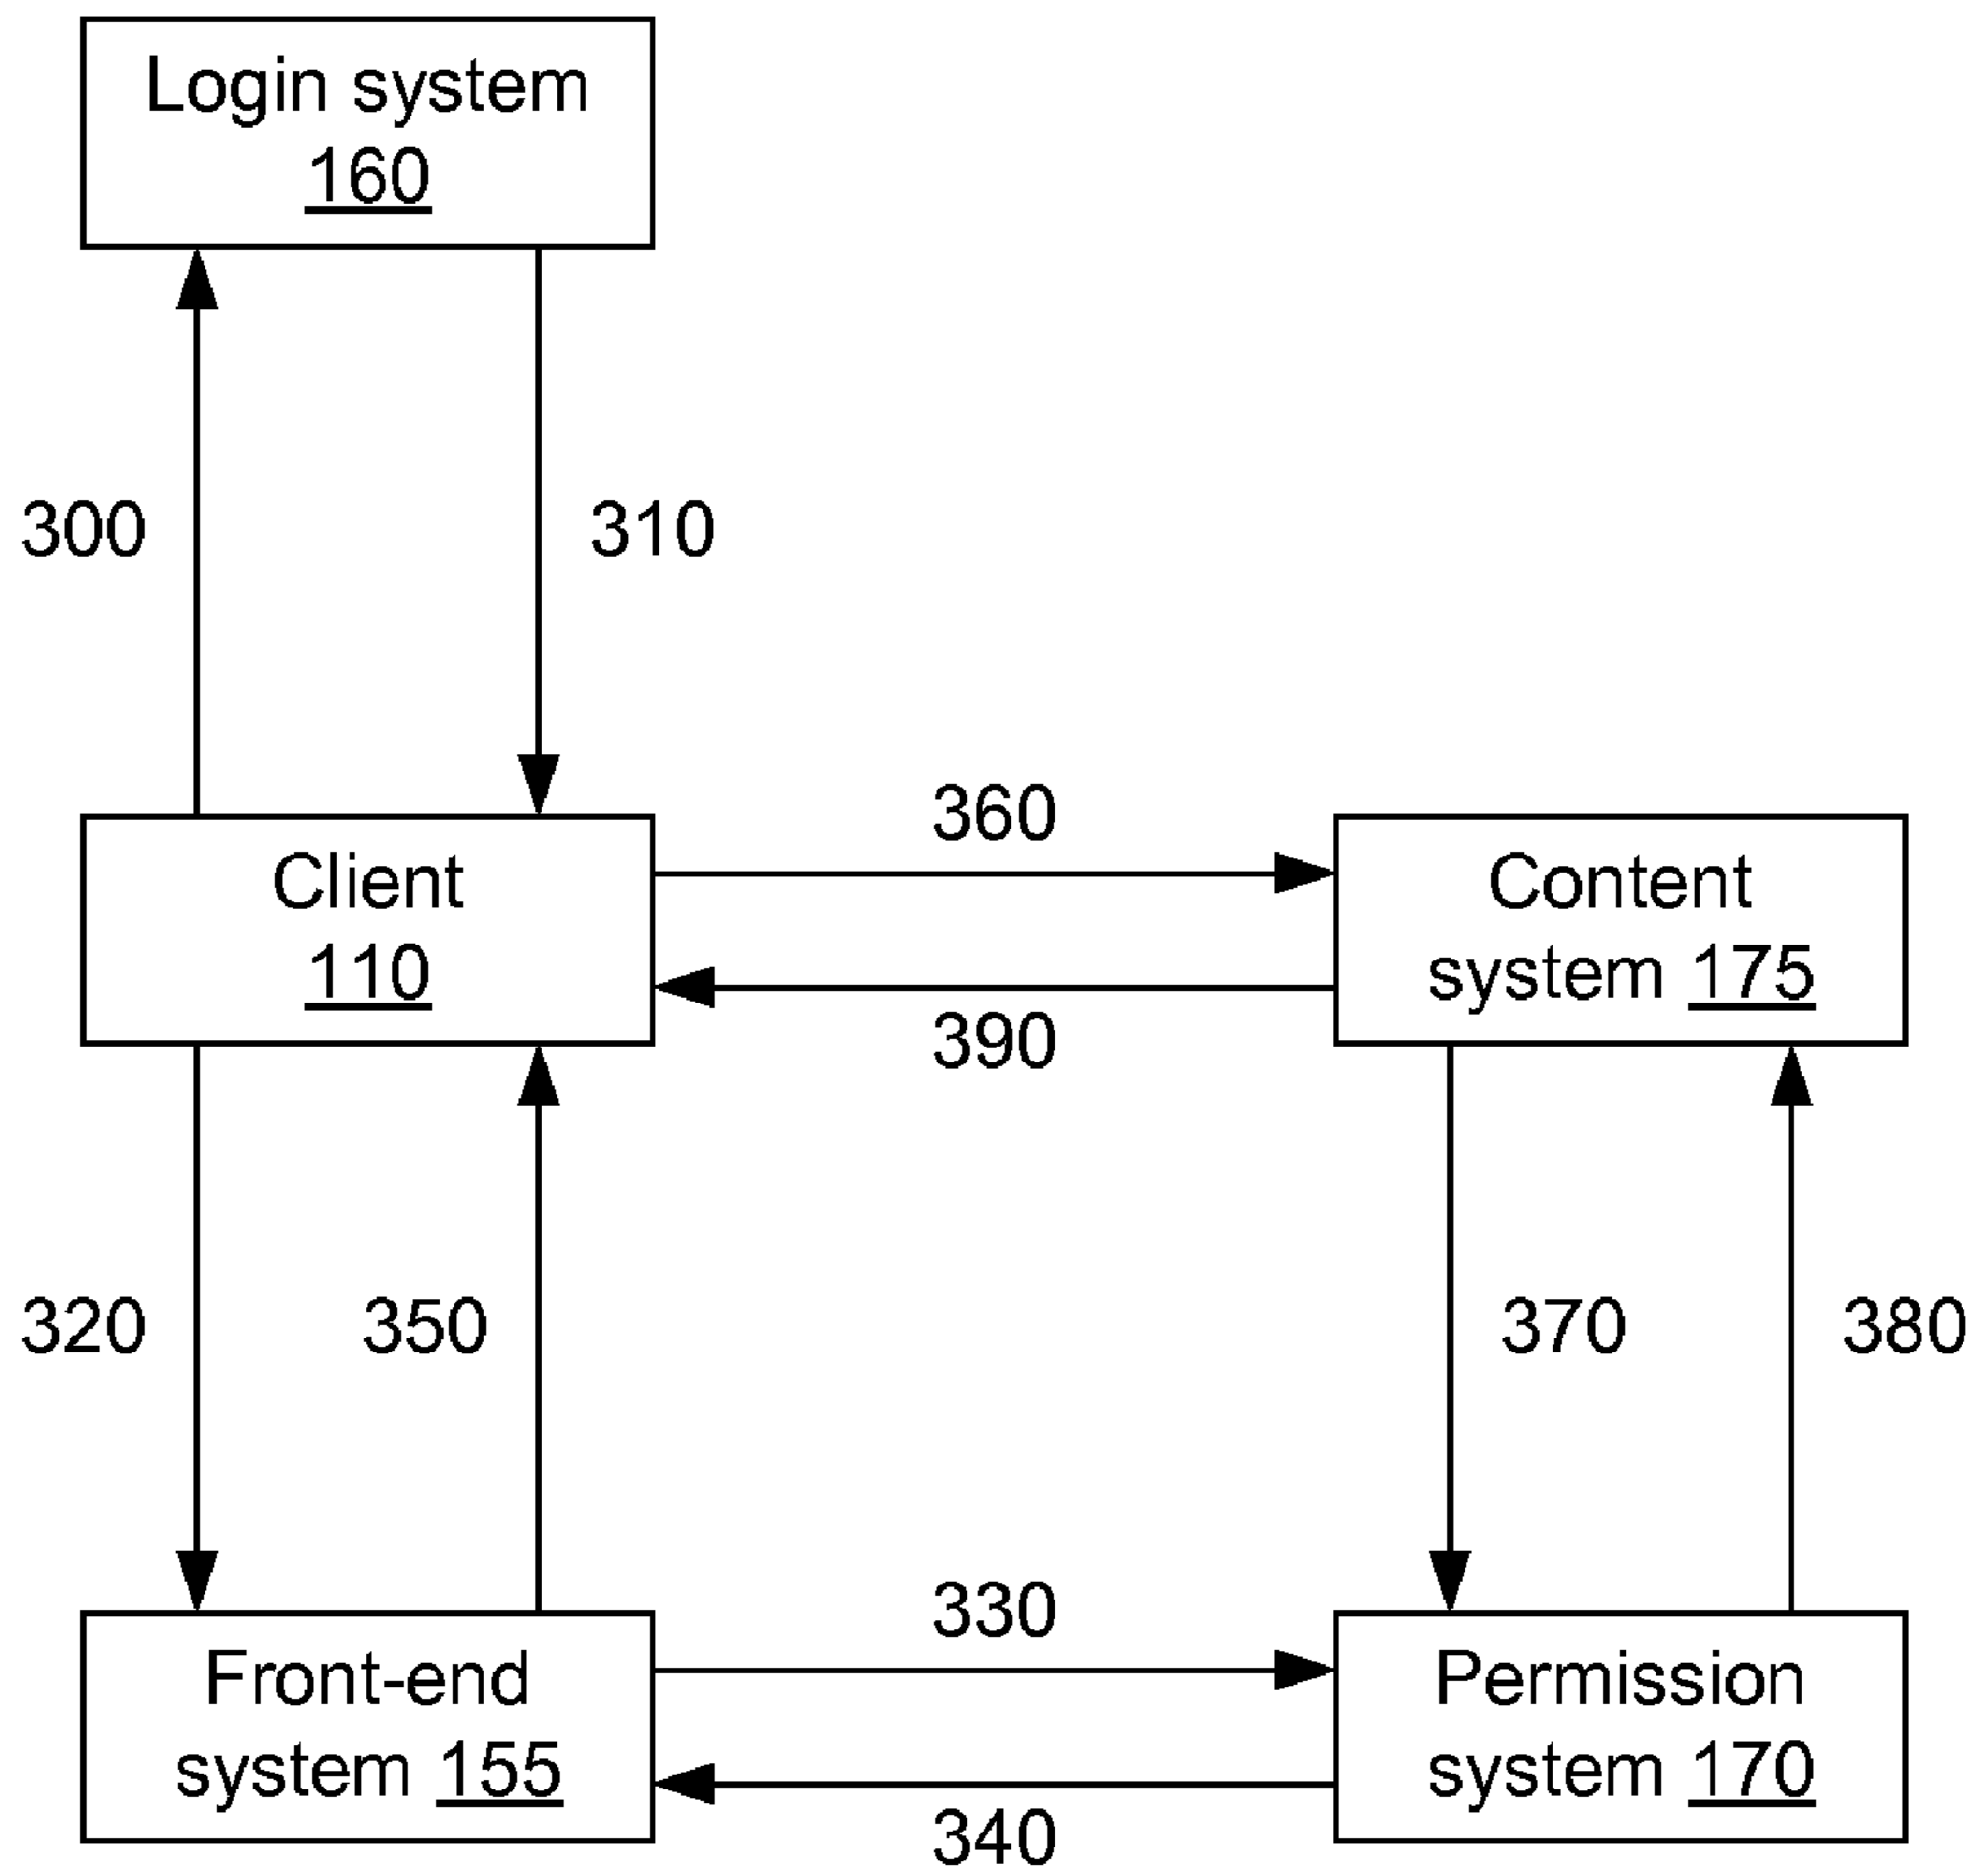 Login system
160
300
310
Client
110
360
390
Content
system 175
320
350
370
380
Front-end
system 155
330
340
Permission
system 170